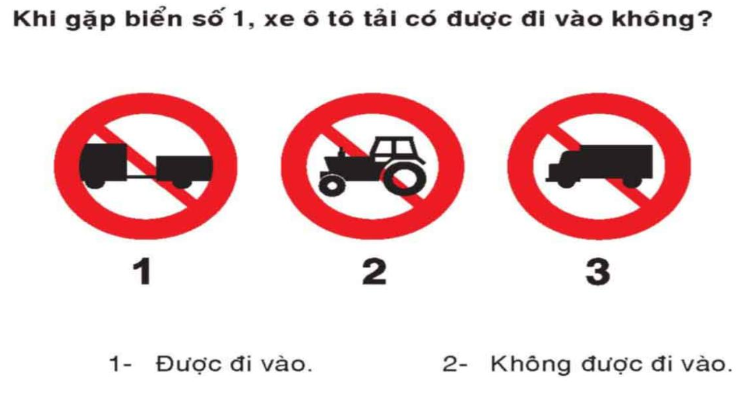 Khi gặp biển số 1, xe ô tô tải có được đi vào không?
1 2 3
1- Được đi vào. 2- Không được đi vào.